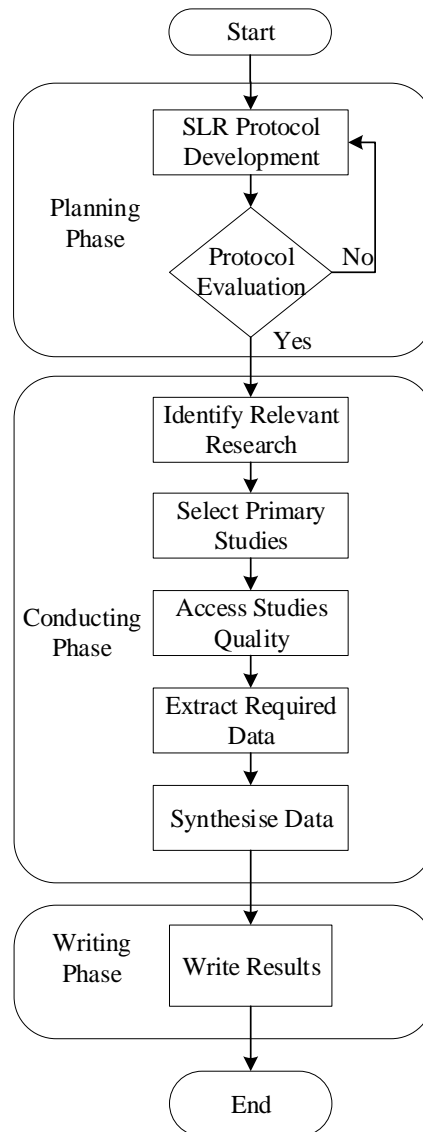 Start
SLR Protocol
Development
Planning
Phase
Protocol
Evaluation
No
Yes
Identify Relevant
Research
Select Primary
Studies
Access Studies
Quality
Conducting
Phase
Extract Required
Data
Synthesise Data
Writing
Phase
Write Results
End